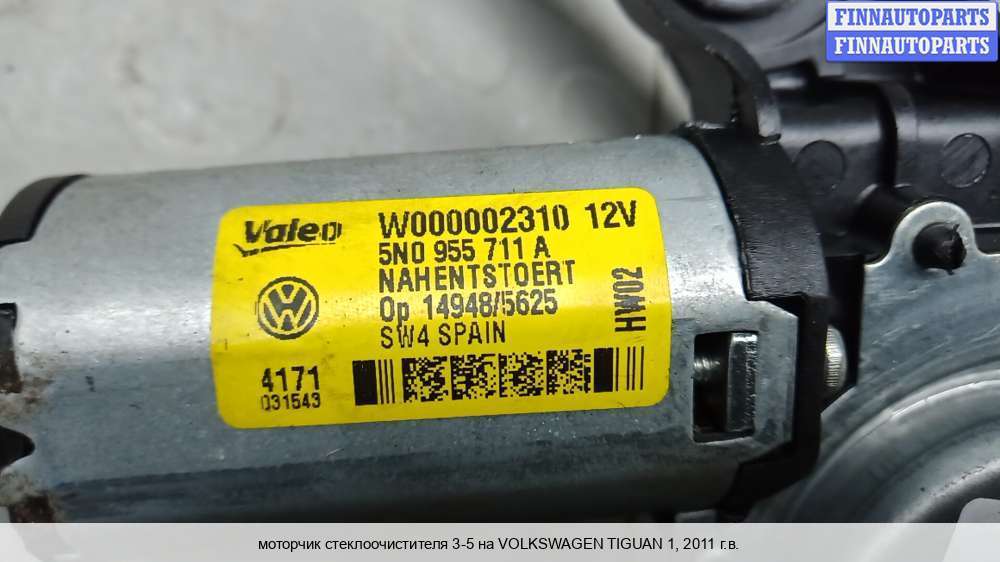 FINNAUTOPARTS
FINNAUTOPARTS
Valeo
W000002310 12V
5N0 955 711 A
NAHENTSTOERT
Op 14948/5625
SW4 SPAIN
HW02
4171
031543
моторчик стеклоочистителя 3-5 на VOLKSWAGEN TIGUAN 1, 2011 г.в.